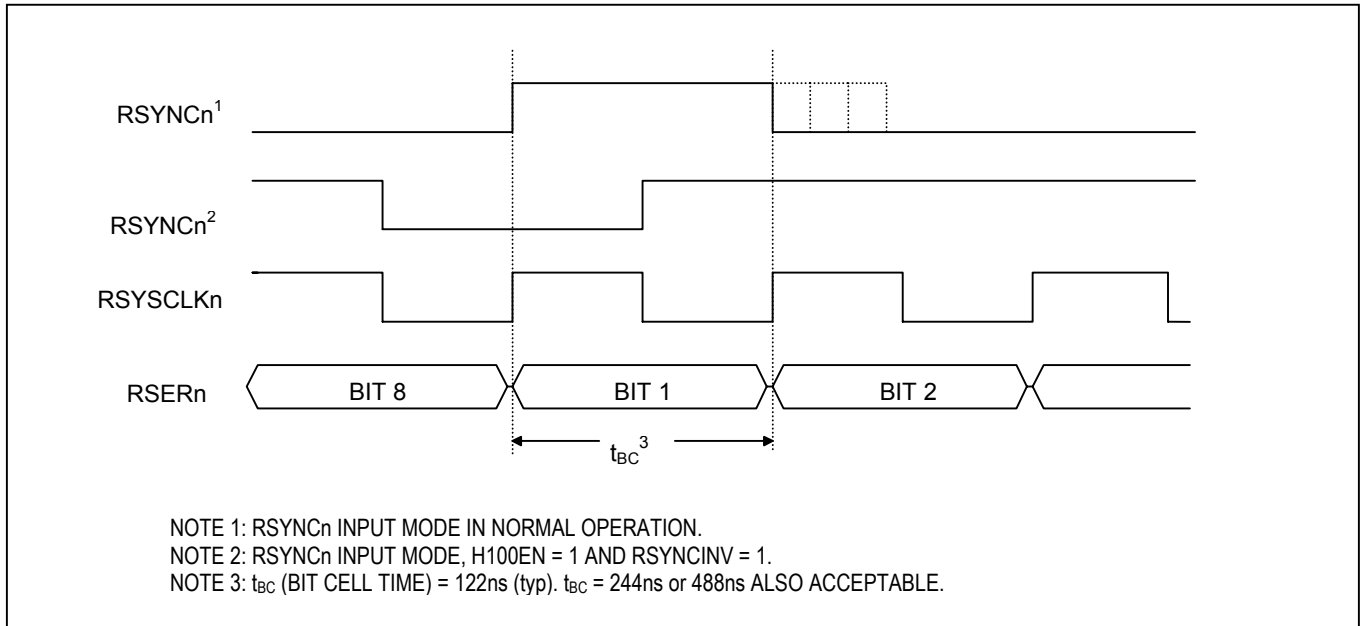 RSYNCn¹
RSYNCn²
RSYSCLKn
RSERn
BIT 8
BIT 1
BIT 2
tBC³
NOTE 1: RSYNCn INPUT MODE IN NORMAL OPERATION.
NOTE 2: RSYNCn INPUT MODE, H100EN = 1 AND RSYNCINV = 1.
NOTE 3: tBC (BIT CELL TIME) = 122ns (typ). tBC = 244ns or 488ns ALSO ACCEPTABLE.